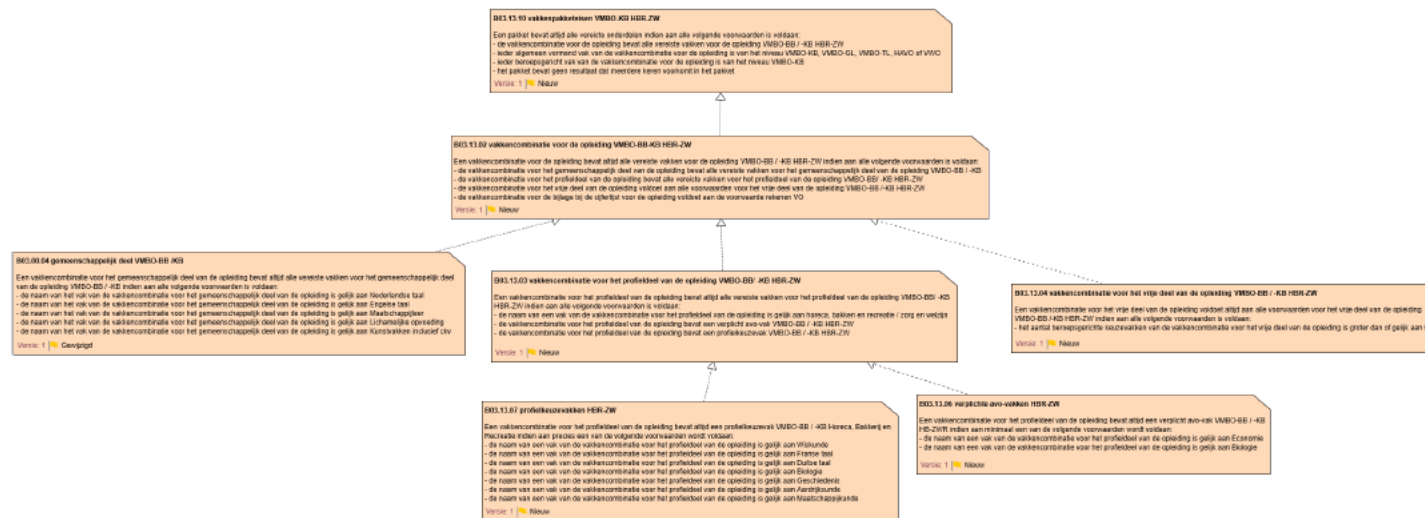 B03.13.10 vakkenpakketeisen VMBO-KB HBR-ZW
Een pakket bevat altijd alle vereiste onderdelen indien aan alle volgende voorwaarden is voldaan:
- de vakkencombinatie voor de opleiding bevat alle vereiste vakken voor de opleiding VMBO-BB / -KB HBR-ZW
- ieder algemeen vormend vak van de vakkencombinatie voor de opleiding is van het niveau VMBO-KB, VMBO-GL, VMBO-TL, HAVO of VWO
- ieder beroepsgericht vak van de vakkencombinatie voor de opleiding is van het niveau VMBO-KB
- het pakket bevat geen resultaat dat meerdere keren voorkomt in het pakket
Versie: 1 Nieuw
B03.13.02 vakkencombinatie voor de opleiding VMBO-BB-KB HBR-ZW
Een vakkencombinatie voor de opleiding bevat altijd alle vereiste vakken voor de opleiding VMBO-BB / -KB HBR-ZW indien aan alle volgende voorwaarden is voldaan:
- de vakkencombinatie voor het gemeenschappelijk deel van de opleiding bevat alle vereiste vakken voor het gemeenschappelijk deel van de opleiding VMBO-BB / -KB
- de vakkencombinatie voor het profieldeel van de opleiding bevat alle vereiste vakken voor het profieldeel van de opleiding VMBO-BB/ -KB HBR-ZW
- de vakkencombinatie voor het vrije deel van de opleiding voldoet aan alle voorwaarden voor het vrije deel van de opleiding VMBO-BB /-KB HBR-ZW
- de vakkencombinatie voor de bijlage bij de cijferlijst voor de opleiding voldoet aan de voorwaarde rekenen VO
Versie: 1 Nieuw
B03.00.04 gemeenschappelijk deel VMBO-BB /KB
Een vakkencombinatie voor het gemeenschappelijk deel van de opleiding bevat altijd alle vereiste vakken voor het gemeenschappelijk deel
van de opleiding VMBO-BB / -KB indien aan alle volgende voorwaarden is voldaan:
- de naam van het vak van de vakkencombinatie voor het gemeenschappelijk deel van de opleiding is gelijk aan Nederlandse taal
- de naam van het vak van de vakkencombinatie voor het gemeenschappelijk deel van de opleiding is gelijk aan Engelse taal
- de naam van het vak van de vakkencombinatie voor het gemeenschappelijk deel van de opleiding is gelijk aan Maatschappijleer
- de naam van het vak van de vakkencombinatie voor het gemeenschappelijk deel van de opleiding is gelijk aan Lichamelijke opvoeding
- de naam van het vak van de vakkencombinatie voor het gemeenschappelijk deel van de opleiding is gelijk aan Kunstvakken inclusief ckv
Versie: 1 Gewijzigd
B03.13.03 vakkencombinatie voor het profieldeel van de opleiding VMBO-BB/ -KB HBR-ZW
Een vakkencombinatie voor het profieldeel van de opleiding bevat altijd alle vereiste vakken voor het profieldeel van de opleiding VMBO-BB/ -KB
HBR-ZW indien aan alle volgende voorwaarden is voldaan:
- de naam van een vak van de vakkencombinatie voor het profieldeel van de opleiding is gelijk aan horeca, bakken en recreatie / zorg en welzijn
- de vakkencombinatie voor het profieldeel van de opleiding bevat een verplicht avo-vak VMBO-BB / -KB HBR-ZW
- de vakkencombinatie voor het profieldeel van de opleiding bevat een profielkeuzevak VMBO-BB / -KB HBR-ZW
Versie: 1 Nieuw
B03.13.04 vakkencombinatie voor het vrije deel van de opleiding VMBO-BB / -KB HBR-ZW
Een vakkencombinatie voor het vrije deel van de opleiding voldoet altijd aan alle voorwaarden voor het vrije deel van de opleiding
VMBO-BB /-KB HBR-ZW indien aan alle volgende voorwaarden is voldaan:
- het aantal beroepsgerichte keuzevakken van de vakkencombinatie voor het vrije deel van de opleiding is groter dan of gelijk aan
Versie: 1 Nieuw
B03.13.07 profielkeuzevakken HBR-ZW
Een vakkencombinatie voor het profieldeel van de opleiding bevat altijd een profielkeuzevak VMBO-BB / -KB Horeca, Bakkerij en
Recreatie indien aan precies een van de volgende voorwaarden wordt voldaan:
- de naam van een vak van de vakkencombinatie voor het profieldeel van de opleiding is gelijk aan Wiskunde
- de naam van een vak van de vakkencombinatie voor het profieldeel van de opleiding is gelijk aan Franse taal
- de naam van een vak van de vakkencombinatie voor het profieldeel van de opleiding is gelijk aan Duitse taal
- de naam van een vak van de vakkencombinatie voor het profieldeel van de opleiding is gelijk aan Biologie
- de naam van een vak van de vakkencombinatie voor het profieldeel van de opleiding is gelijk aan Geschiedenis
- de naam van een vak van de vakkencombinatie voor het profieldeel van de opleiding is gelijk aan Aardrijkskunde
- de naam van een vak van de vakkencombinatie voor het profieldeel van de opleiding is gelijk aan Maatschappijkunde
Versie: 1 Nieuw
B03.13.06 verplichte avo-vakken HBR-ZW
Een vakkencombinatie voor het profieldeel van de opleiding bevat altijd een verplicht avo-vak VMBO-BB / -KB
HB-ZWR indien aan minimaal een van de volgende voorwaarden wordt voldaan:
- de naam van een vak van de vakkencombinatie voor het profieldeel van de opleiding is gelijk aan Economie
- de naam van een vak van de vakkencombinatie voor het profieldeel van de opleiding is gelijk aan Biologie
Versie: 1 Nieuw